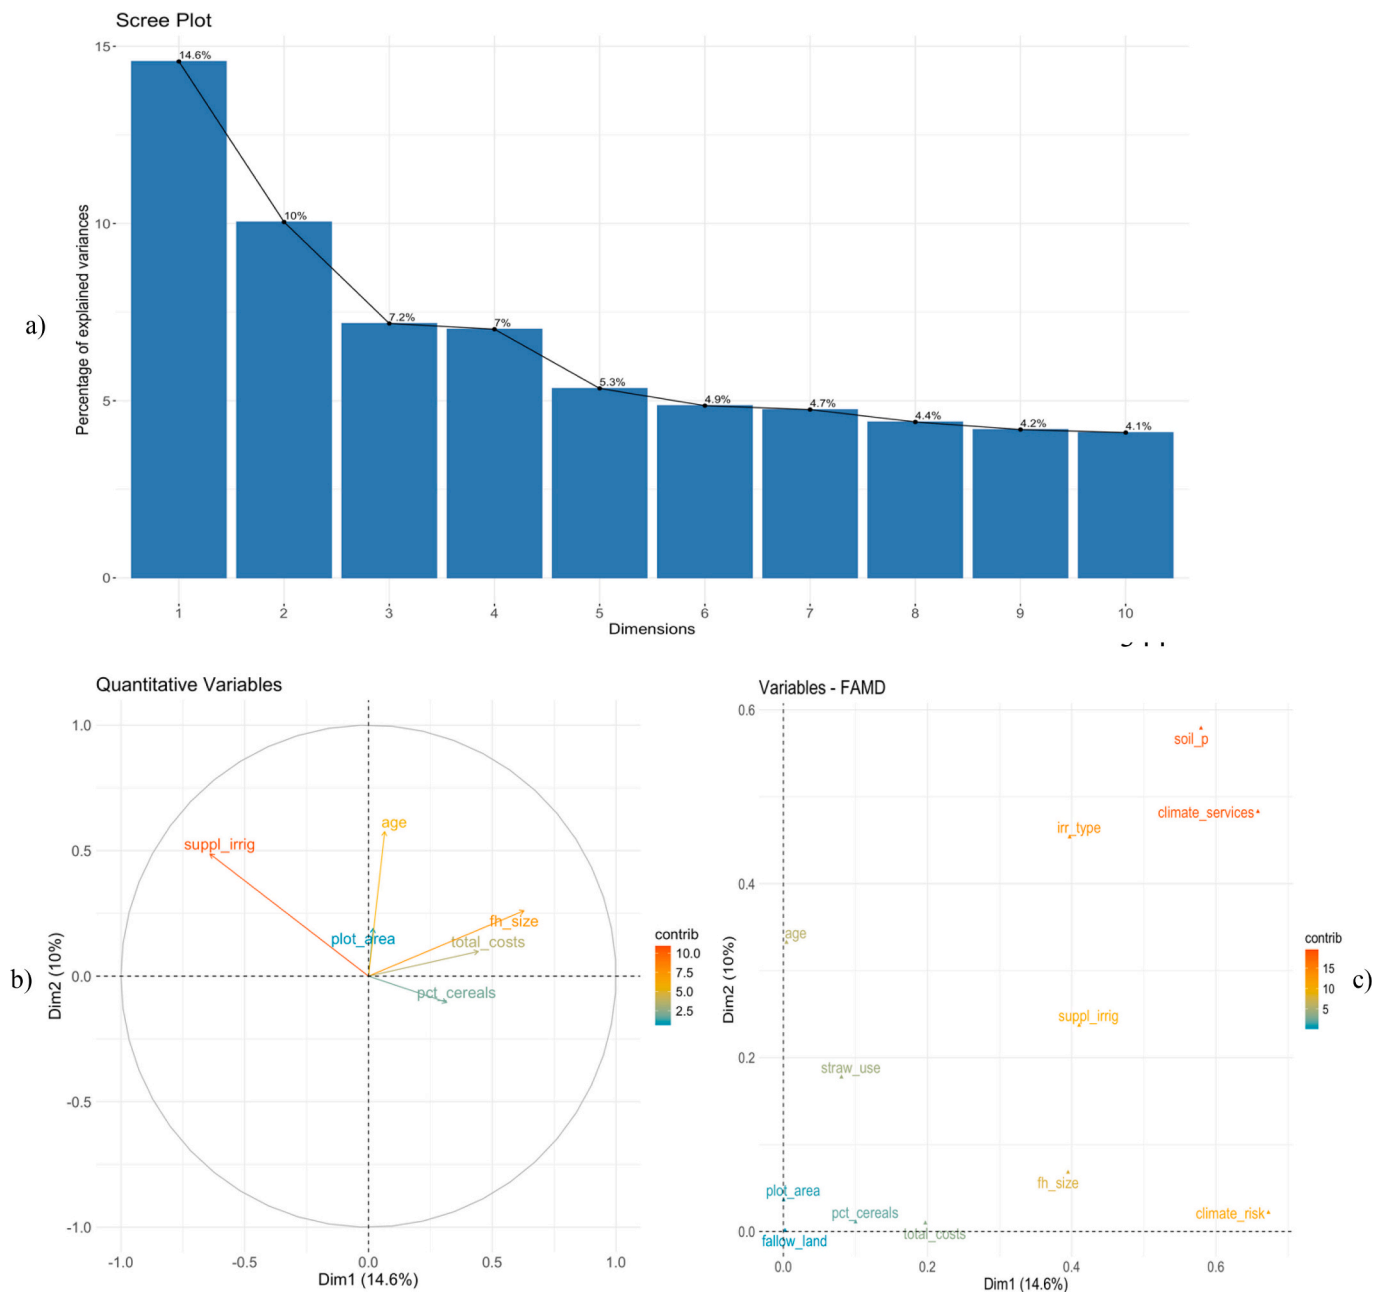 Scree Plot
15
14.6%
10
10%
7.2%
7%
5
5.3%
4.9%
4.7%
4.4%
4.2%
4.1%
0
Percentage of explained variances
a)
1 2 3 4 5 6 7 8 9 10
Dimensions
Quantitative Variables
1.0
0.5
0.0
-0.5
-1.0
Dim2 (10%)
b)
age
suppl_irrig
fh_size
plot_area
total_costs
pct_cereals
-1.0 -0.5 0.0 0.5 1.0
Dim1 (14.6%)
contrib
10.0
7.5
5.0
2.5
Variables - FAMD
0.6
0.4
0.2
0.0
Dim2 (10%)
soil_p
climate_services
irr_type
age
suppl_irrig
straw_use
fh_size
plot_area
pct_cereals
climate_risk
total_costs
fallow_land
0.0 0.2 0.4 0.6
Dim1 (14.6%)
contrib
15
10
5
c)